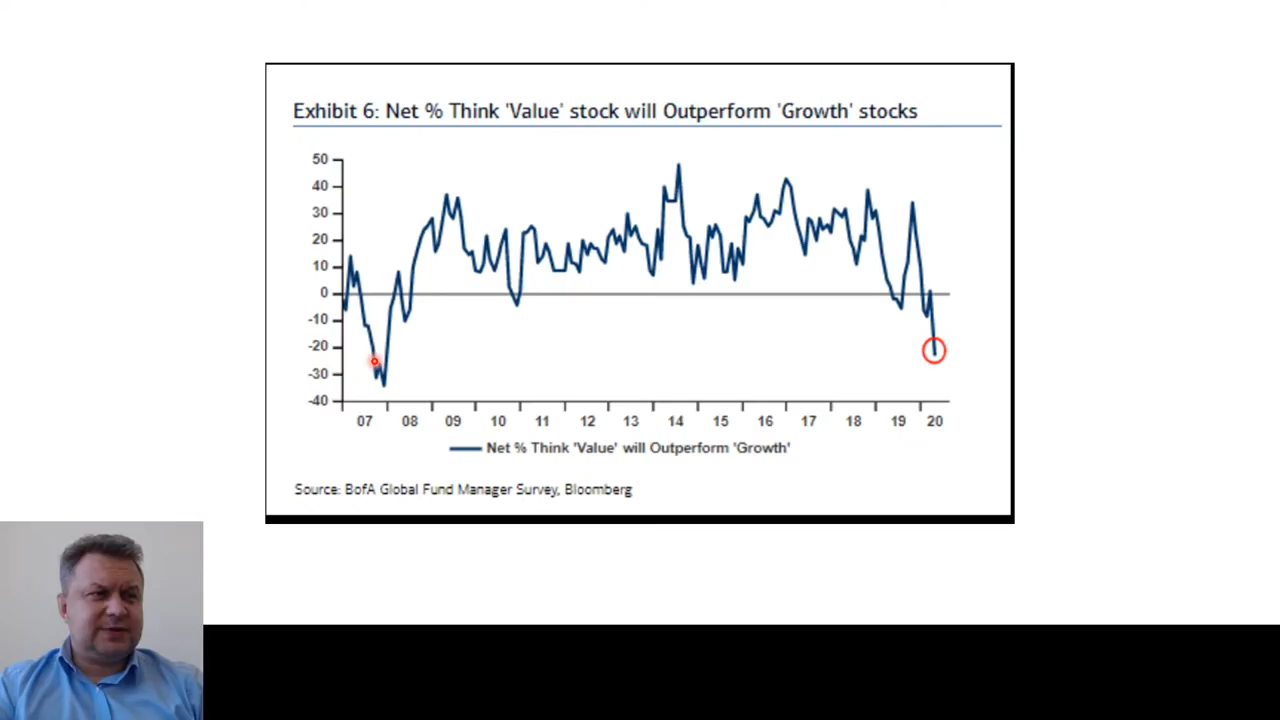 Exhibit 6: Net % Think 'Value' stock will Outperform 'Growth' stocks
50
40
30
20
10
0
-10
-20
-30
-40
07 08 09 10 11 12 13 14 15 16 17 18 19 20
Net % Think 'Value' will Outperform 'Growth'
Source: BofA Global Fund Manager Survey, Bloomberg